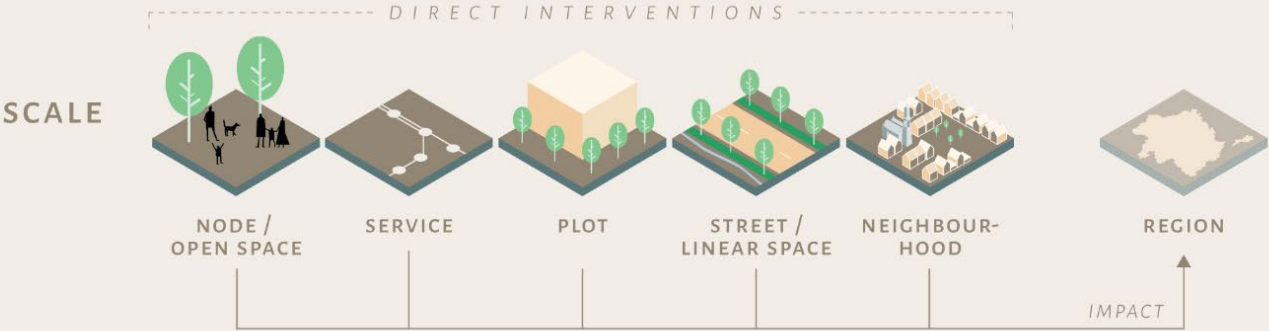 DIRECT INTERVENTIONS
SCALE
NODE /
OPEN SPACE
SERVICE
PLOT
STREET /
LINEAR SPACE
NEIGHBOUR-
HOOD
REGION
IMPACT